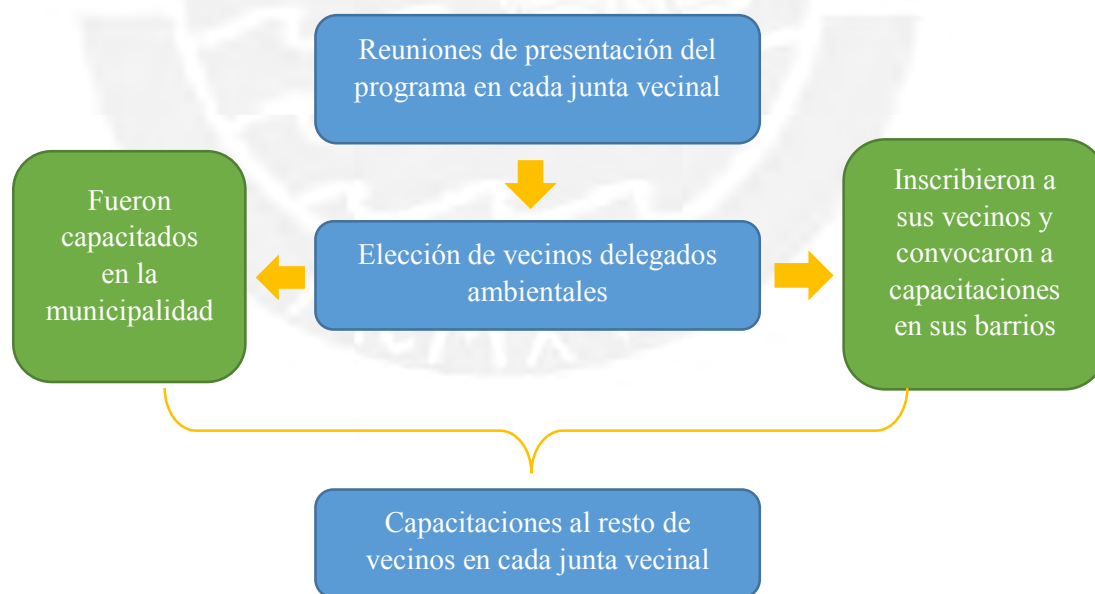 Reuniones de presentación del
programa en cada junta vecinal
Fueron
capacitados
en la
municipalidad
Elección de vecinos delegados
ambientales
Inscribieron a
sus vecinos y
convocaron a
capacitaciones
en sus barrios
Capacitaciones al resto de
vecinos en cada junta vecinal